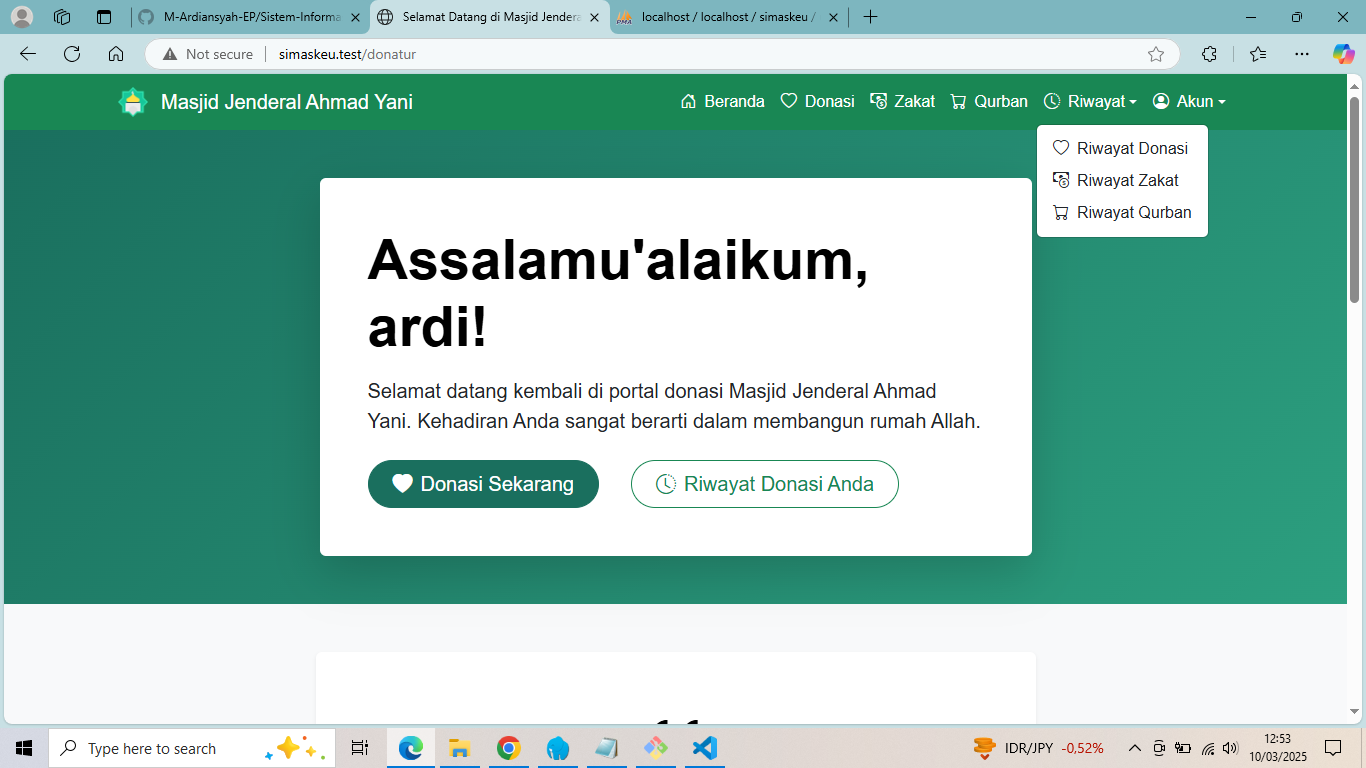 M-Ardiansyah-EP/Sistem-Informa
Selamat Datang di Masjid Jendera
localhost / localhost / simaskeu /
Not secure
simaskeu.test/donatur
Masjid Jenderal Ahmad Yani
Beranda
Donasi
Zakat
Qurban
Riwayat
Akun
Riwayat Donasi
Riwayat Zakat
Riwayat Qurban
Assalamu'alaikum,
ardi!
Selamat datang kembali di portal donasi Masjid Jenderal Ahmad
Yani. Kehadiran Anda sangat berarti dalam membangun rumah Allah.
Donasi Sekarang
Riwayat Donasi Anda
Type here to search
IDR/JPY -0,52%
12:53
10/03/2025